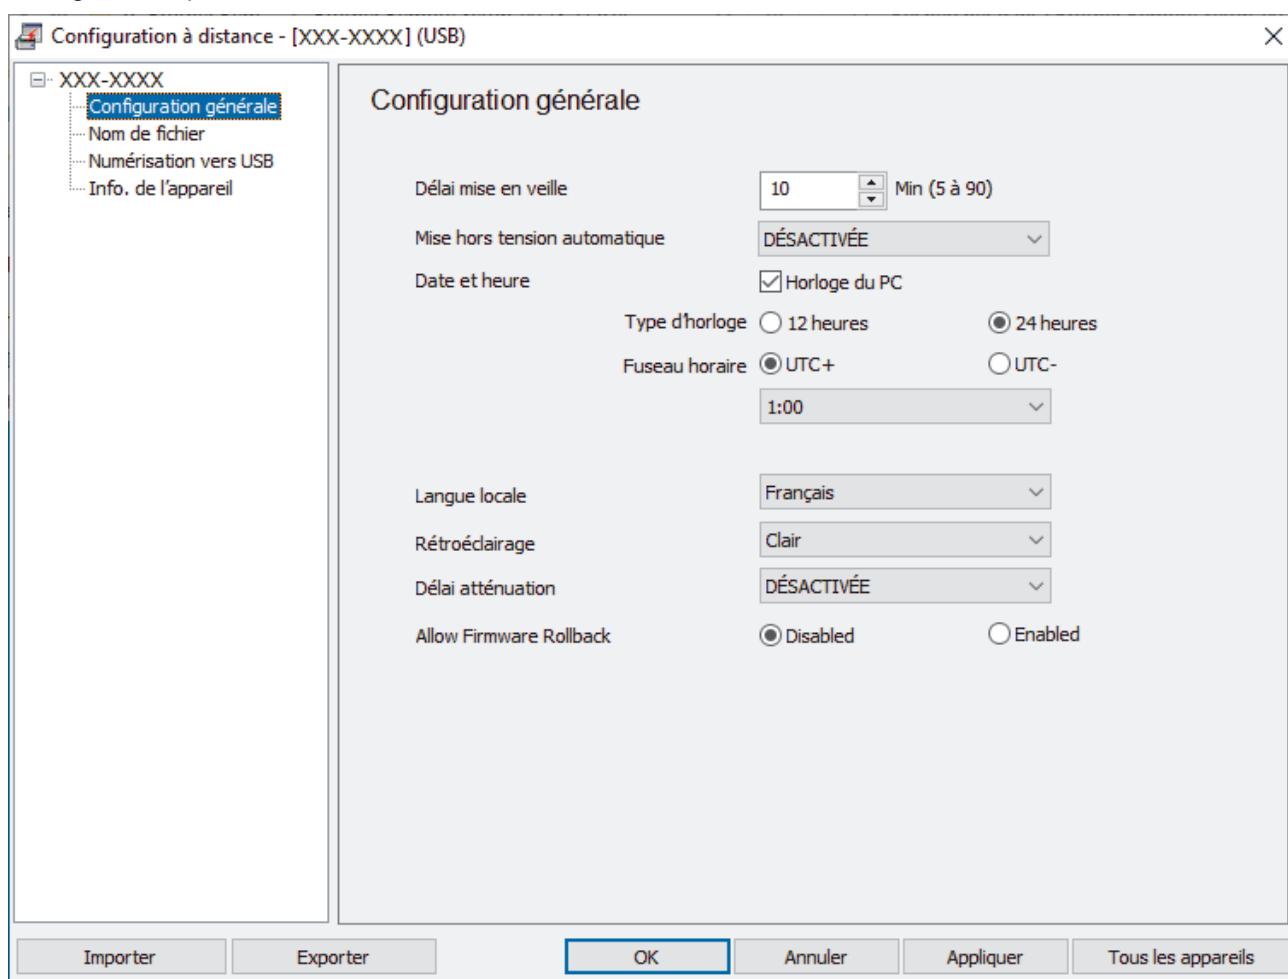 Configuration à distance - [XXX-XXXX] (USB)
XXX-XXXX
Configuration générale
Nom de fichier
Numérisation vers USB
Info. de l'appareil
Configuration générale
Délai mise en veille 10 Min (5 à 90)
Mise hors tension automatique DÉSACTIVÉE
Date et heure Horloge du PC
Type d'horloge 12 heures 24 heures
Fuseau horaire UTC+ UTC-
1:00
Langue locale Français
Rétroéclairage Clair
Délai atténuation DÉSACTIVÉE
Allow Firmware Rollback Disabled Enabled
Importer Exporter OK Annuler Appliquer Tous les appareils